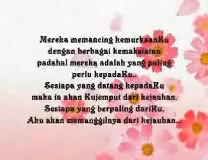 Mereka memancing kemurkaanKu
dengan berbagai kemaksiatan
padahal mereka adalah yang paling
perlu kepadaKu..
Sesiapa yang datang kepadaKu
maka ia akan Kujemput dari kejauhan.
Sesiapa yang berpaling dariKu.
Aku akan memanggilnya dari kejauhan...